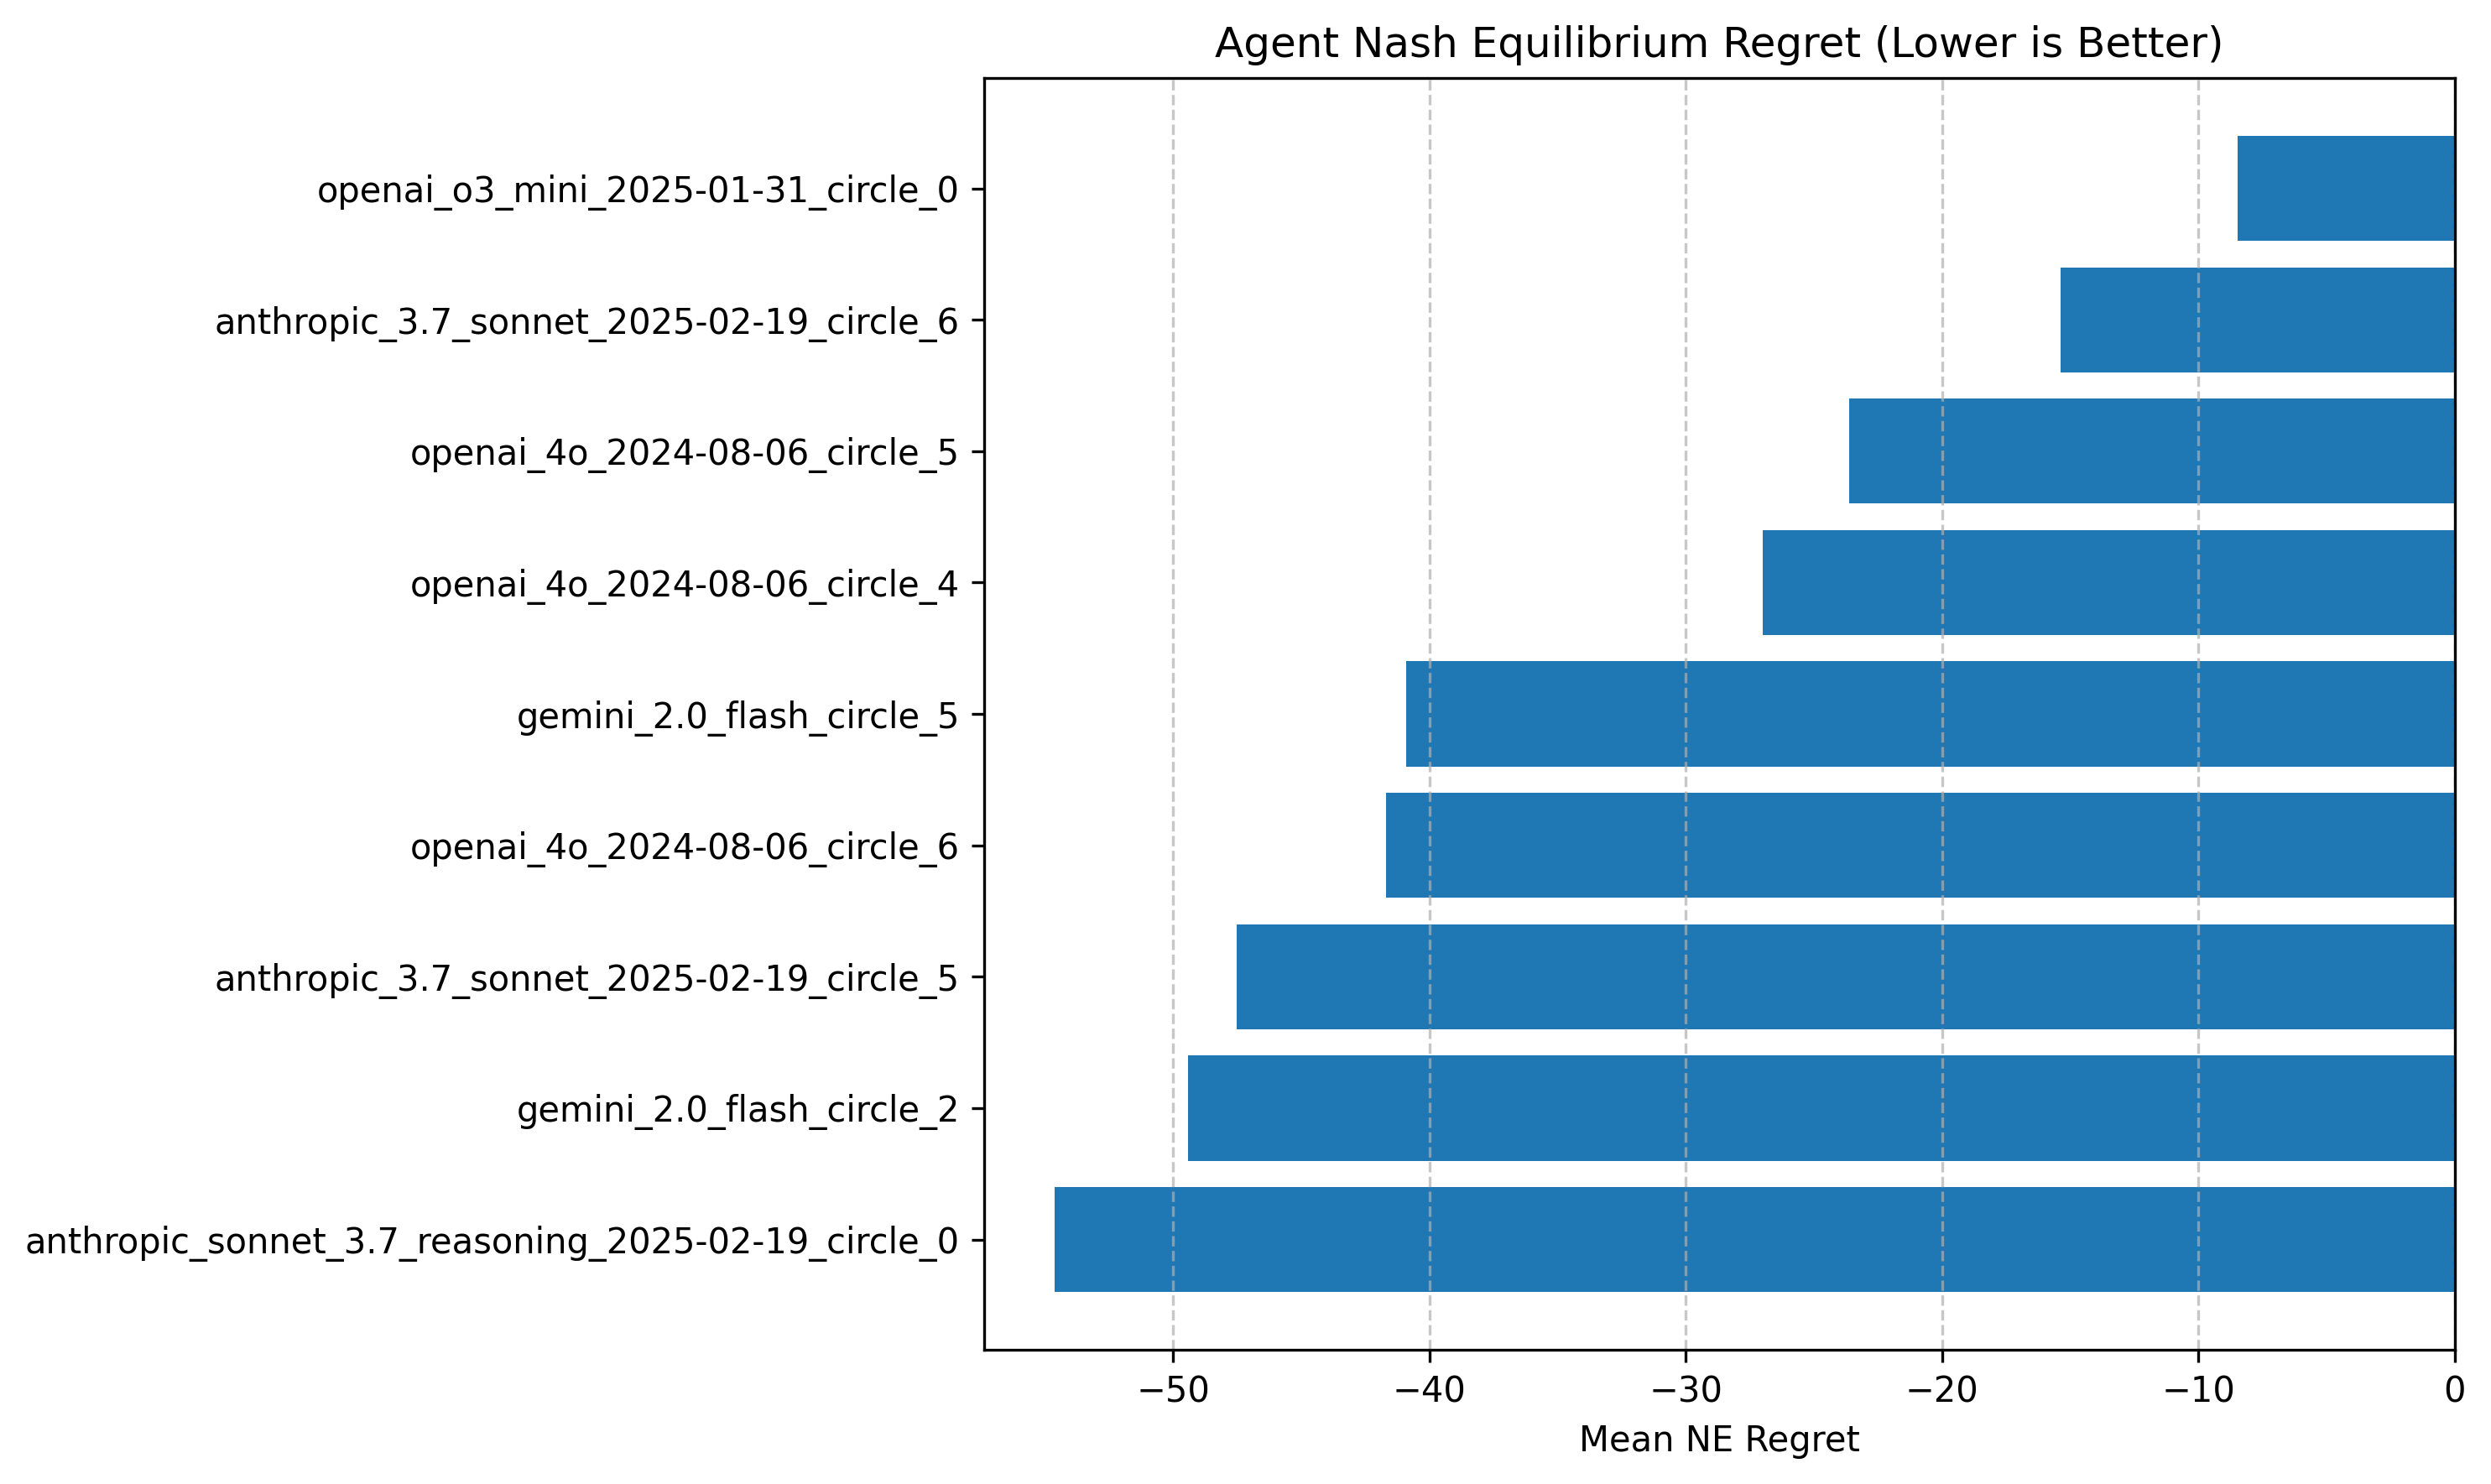 Agent Nash Equilibrium Regret (Lower is Better)
openai_o3_mini_2025-01-31_circle_0
anthropic_3.7_sonnet_2025-02-19_circle_6
openai_4o_2024-08-06_circle_5
openai_4o_2024-08-06_circle_4
gemini_2.0_flash_circle_5
openai_4o_2024-08-06_circle_6
anthropic_3.7_sonnet_2025-02-19_circle_5
gemini_2.0_flash_circle_2
anthropic_sonnet_3.7_reasoning_2025-02-19_circle_0
−50 −40 −30 −20 −10 0
Mean NE Regret